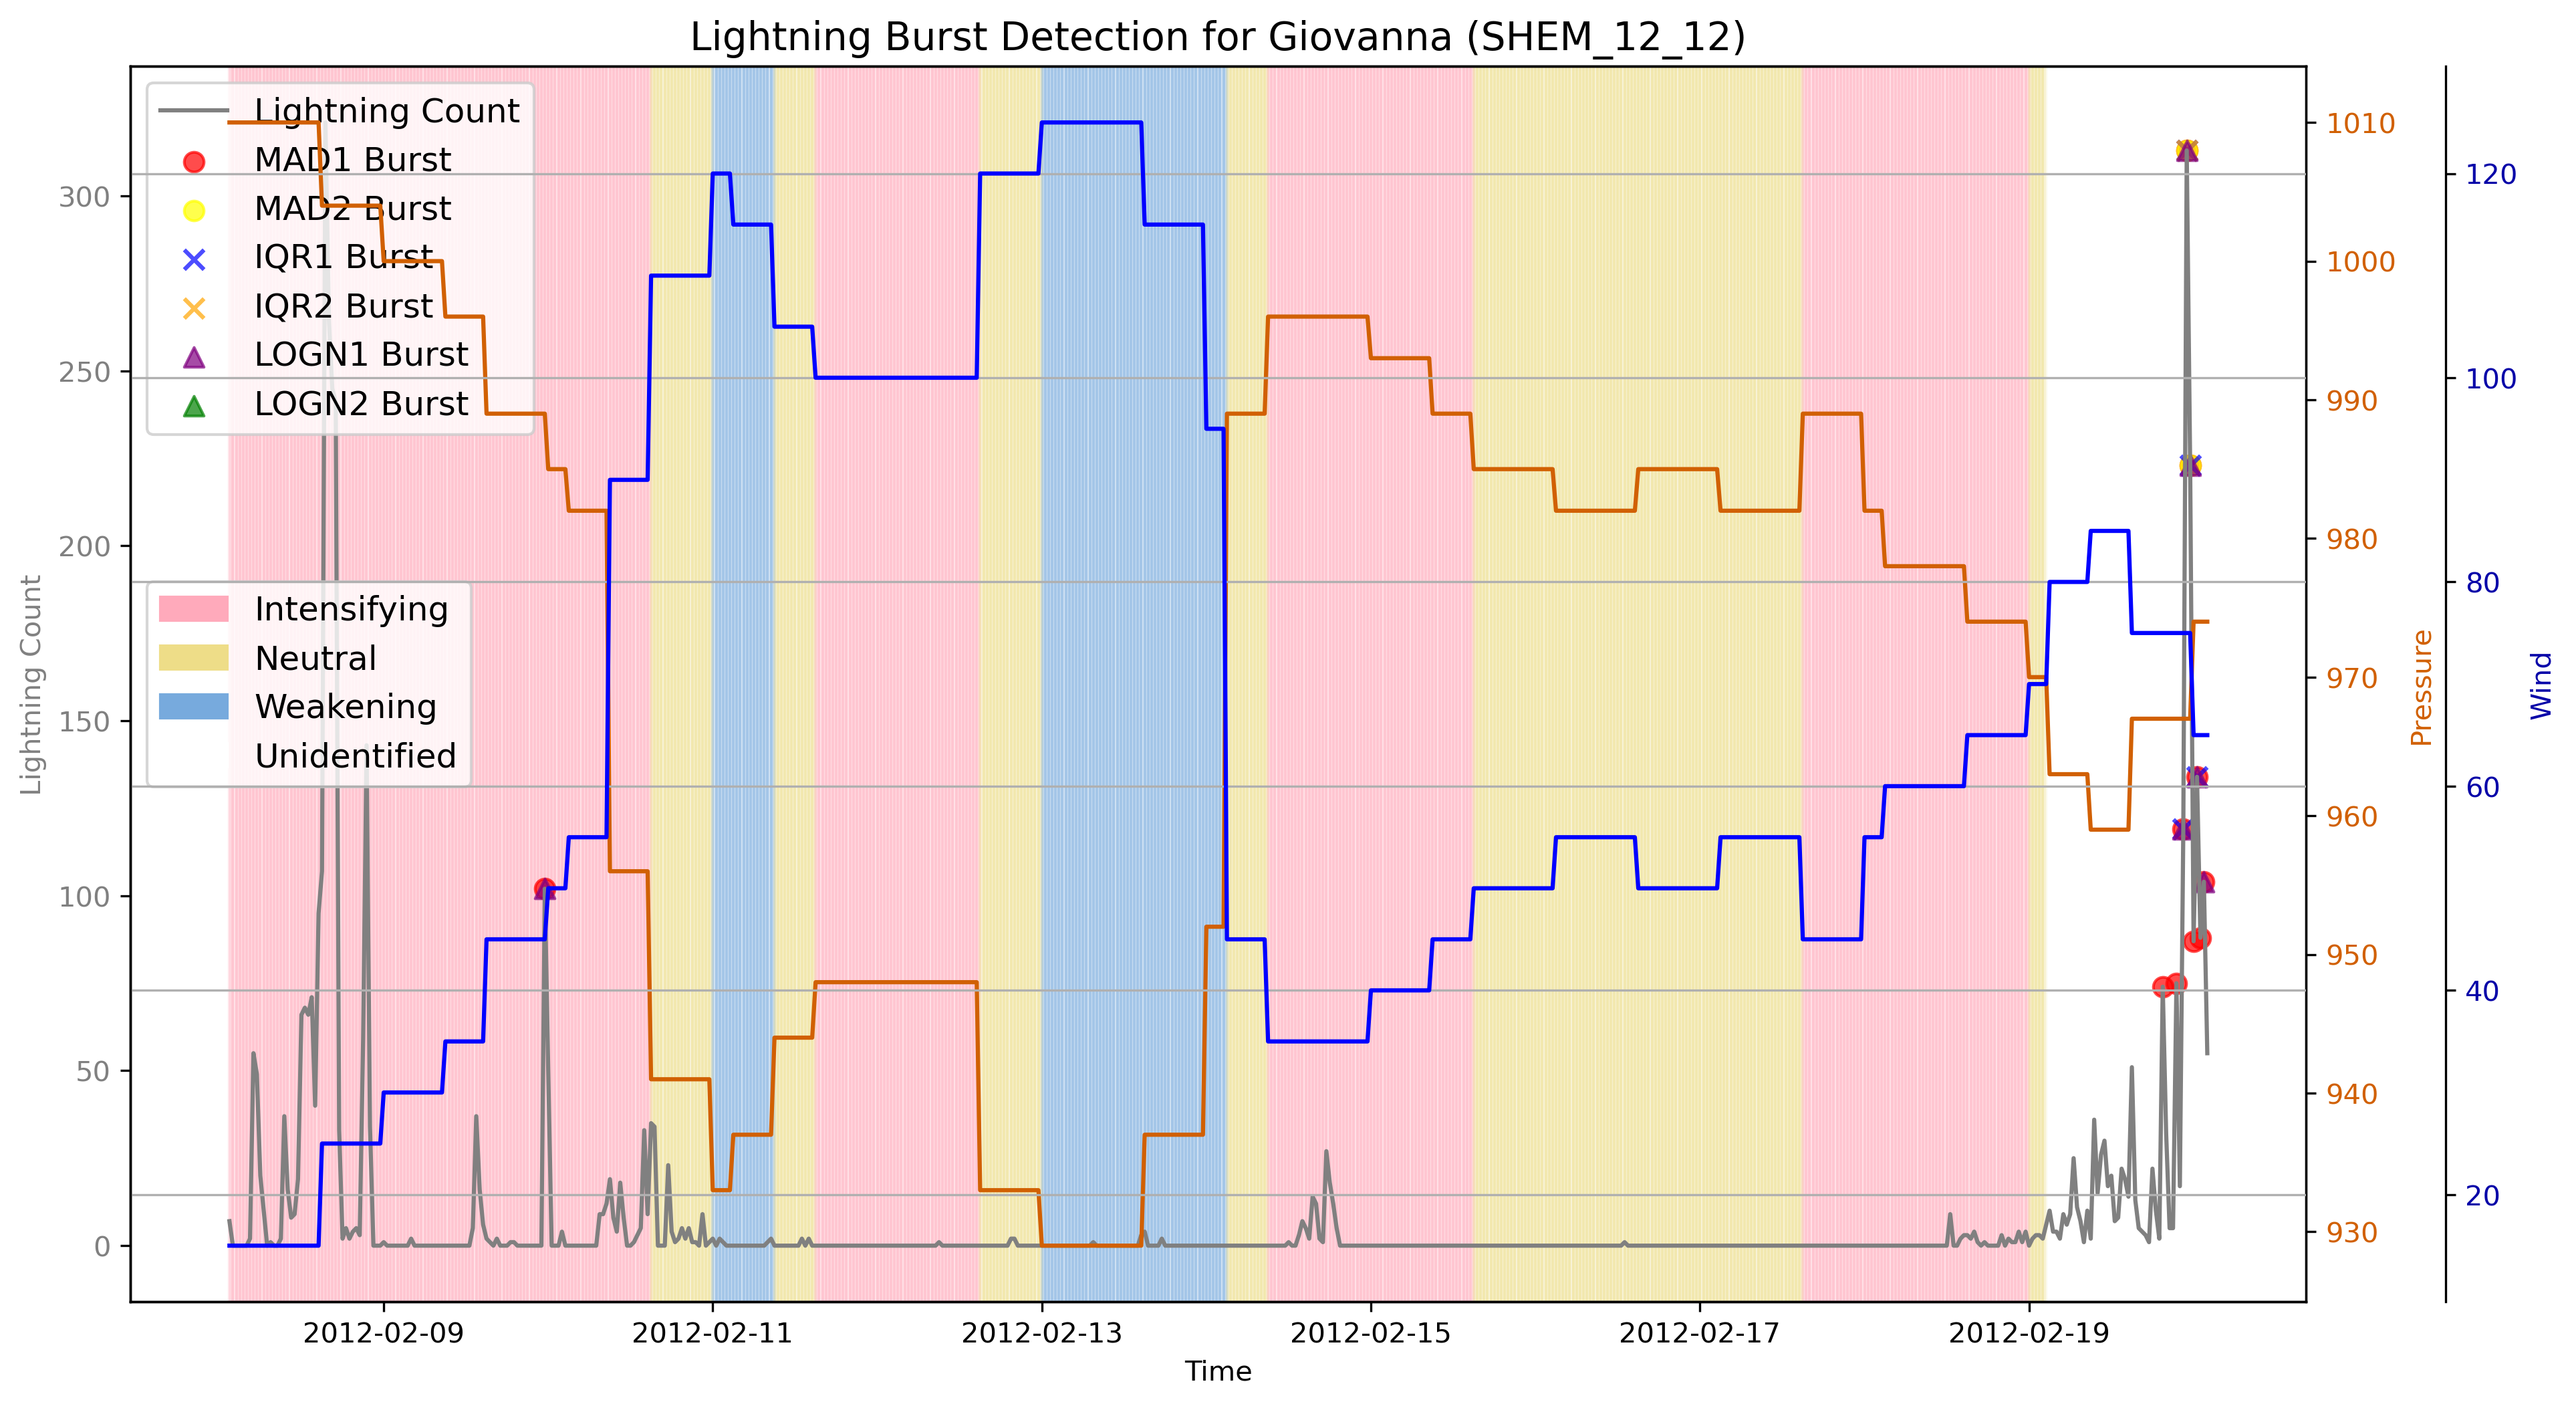 Lightning Burst Detection for Giovanna (SHEM_12_12)
Lightning Count
MAD1 Burst
MAD2 Burst
IQR1 Burst
IQR2 Burst
LOGN1 Burst
LOGN2 Burst
Intensifying
Neutral
Weakening
Unidentified
Lightning Count
300
250
200
150
100
50
0
1010
1000
990
980
970
960
950
940
930
Pressure
120
100
80
60
40
20
Wind
2012-02-09
2012-02-11
2012-02-13
2012-02-15
2012-02-17
2012-02-19
Time